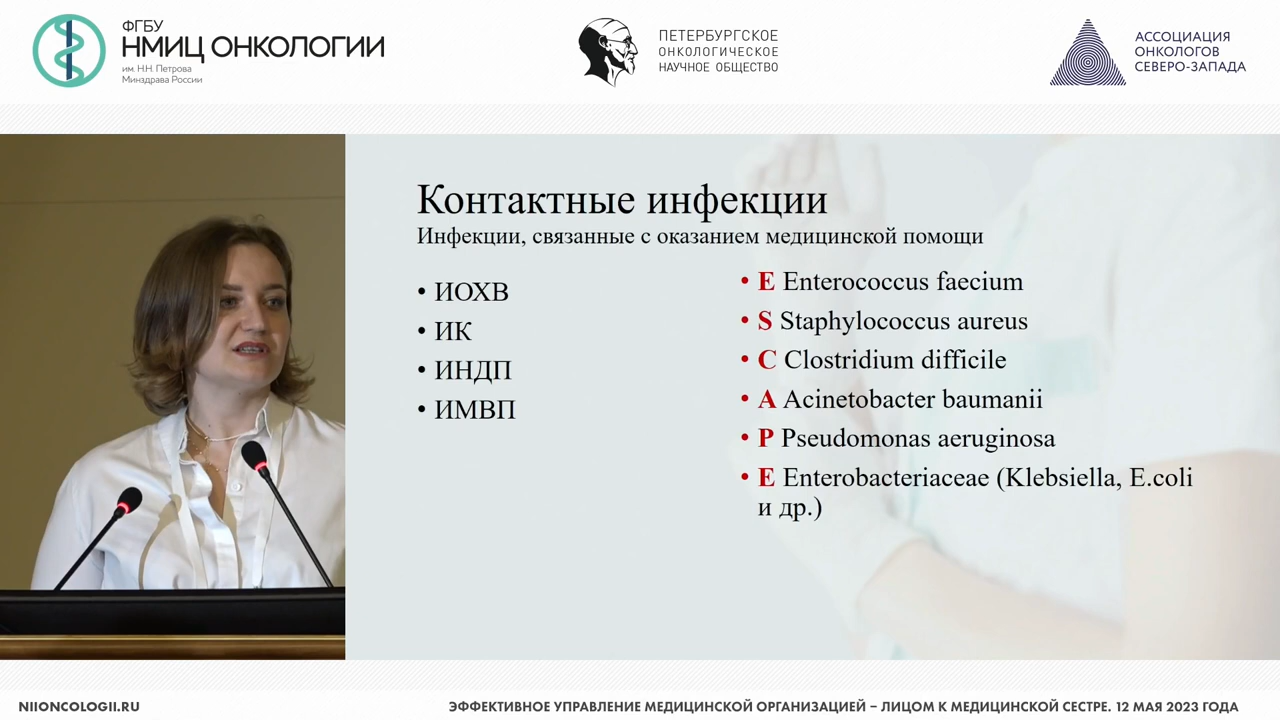 ФГБУ
НМИЦ ОНКОЛОГИИ
им. Н.Н. Петрова
Минздрава России
ПЕТЕРБУРГСКОЕ
ОНКОЛОГИЧЕСКОЕ
НАУЧНОЕ ОБЩЕСТВО
АССОЦИАЦИЯ
ОНКОЛОГОВ
СЕВЕРО-ЗАПАДА
Контактные инфекции
Инфекции, связанные с оказанием медицинской помощи
• ИОХВ
• ИК
• ИНДП
• ИМВП
• E Enterococcus faecium
• S Staphylococcus aureus
• C Clostridium difficile
• A Acinetobacter baumanii
• P Pseudomonas aeruginosa
• E Enterobacteriaceae (Klebsiella, E.coli
и др.)
NIIONCOLOGII.RU
ЭФФЕКТИВНОЕ УПРАВЛЕНИЕ МЕДИЦИНСКОЙ ОРГАНИЗАЦИЕЙ – ЛИЦОМ К МЕДИЦИНСКОЙ СЕСТРЕ. 12 МАЯ 2023 ГОДА